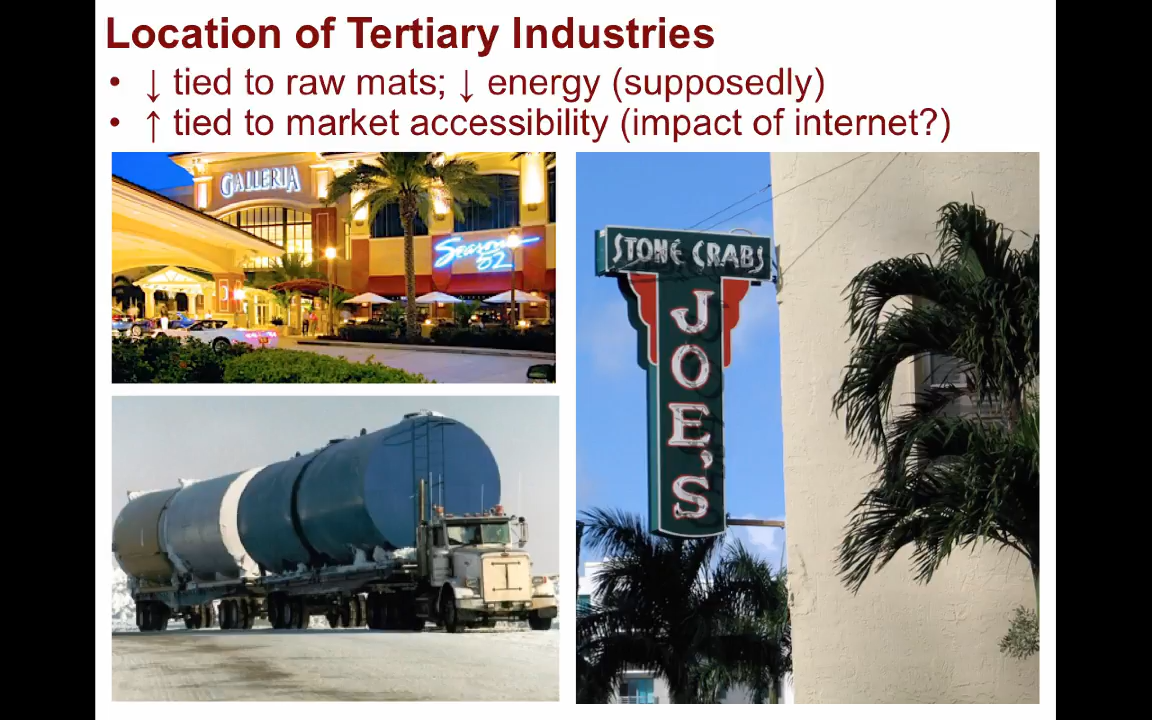 Location of Tertiary Industries
• ↓ tied to raw mats; ↓ energy (supposedly)
• ↑ tied to market accessibility (impact of internet?)
GALLERIA
Seasons
52
STONE CRABS
JOE'S